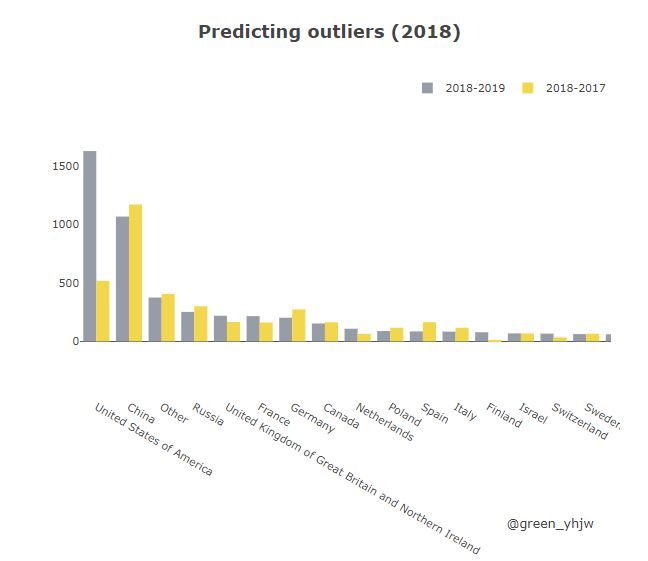 Predicting outliers (2018)
2018-2019
2018-2017
1500
1000
500
0
United States of America
China
Other
Russia
United Kingdom of Great Britain and Northern Ireland
France
Germany
Canada
Netherlands
Poland
Spain
Italy
Finland
Israel
Switzerland
Sweden
@green_yhjw